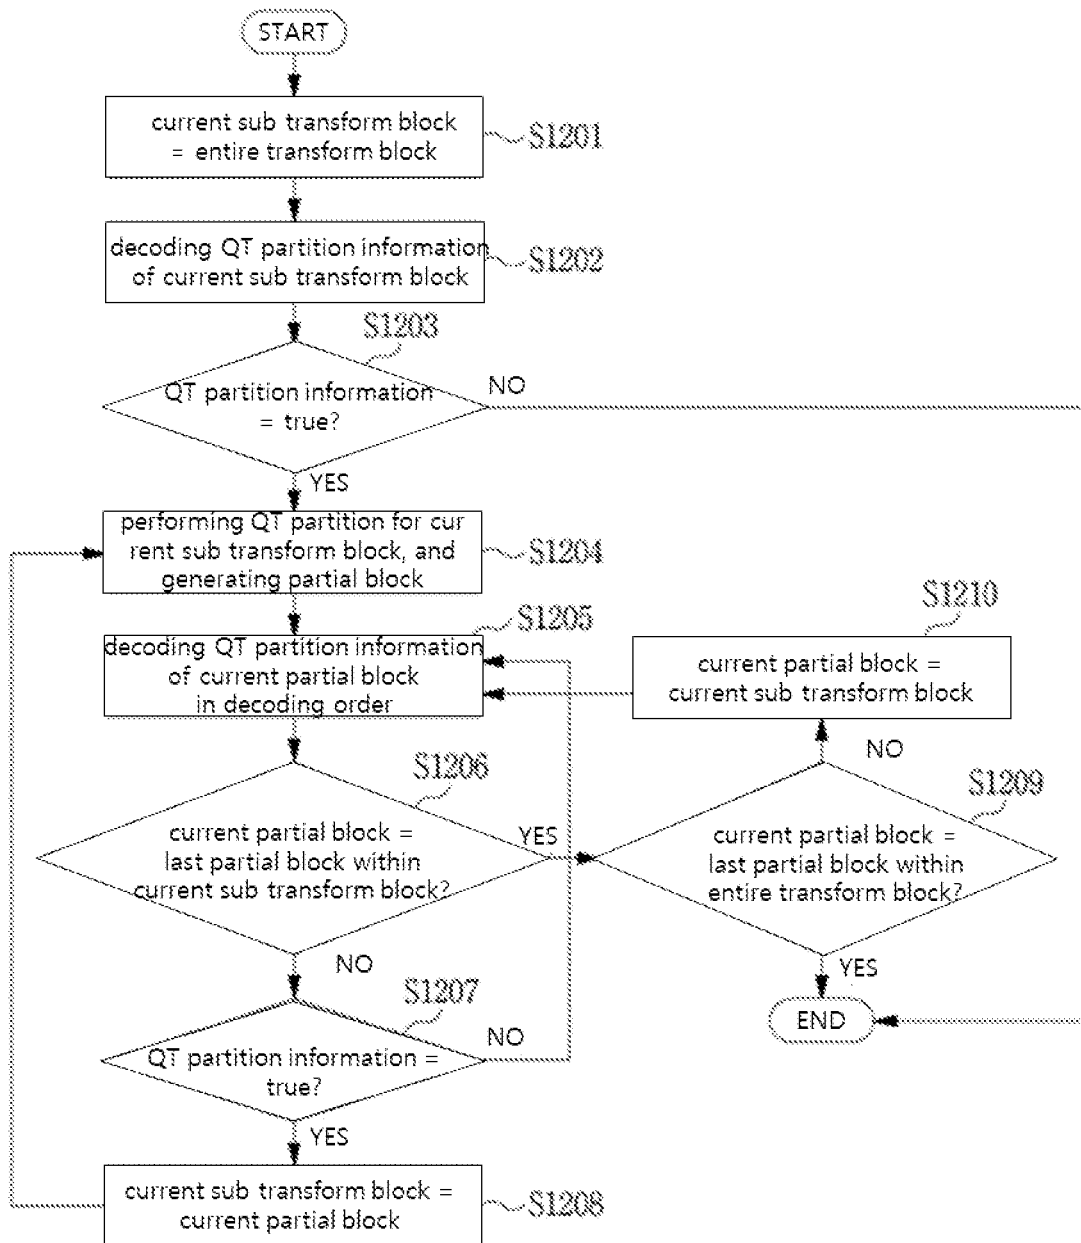 START
current sub transform block
= entire transform block
S1201
decoding QT partition information
of current sub transform block
S1202
S1203
QT partition information
= true?
NO
YES
performing QT partition for cur
rent sub transform block, and
generating partial block
S1204
S1205
decoding QT partition information
of current partial block
in decoding order
S1210
current partial block =
current sub transform block
S1206
current partial block =
last partial block within
current sub transform block?
YES
NO
S1209
current partial block =
last partial block within
entire transform block?
NO
YES
END
S1207
QT partition information =
true?
NO
YES
current sub transform block =
current partial block
S1208